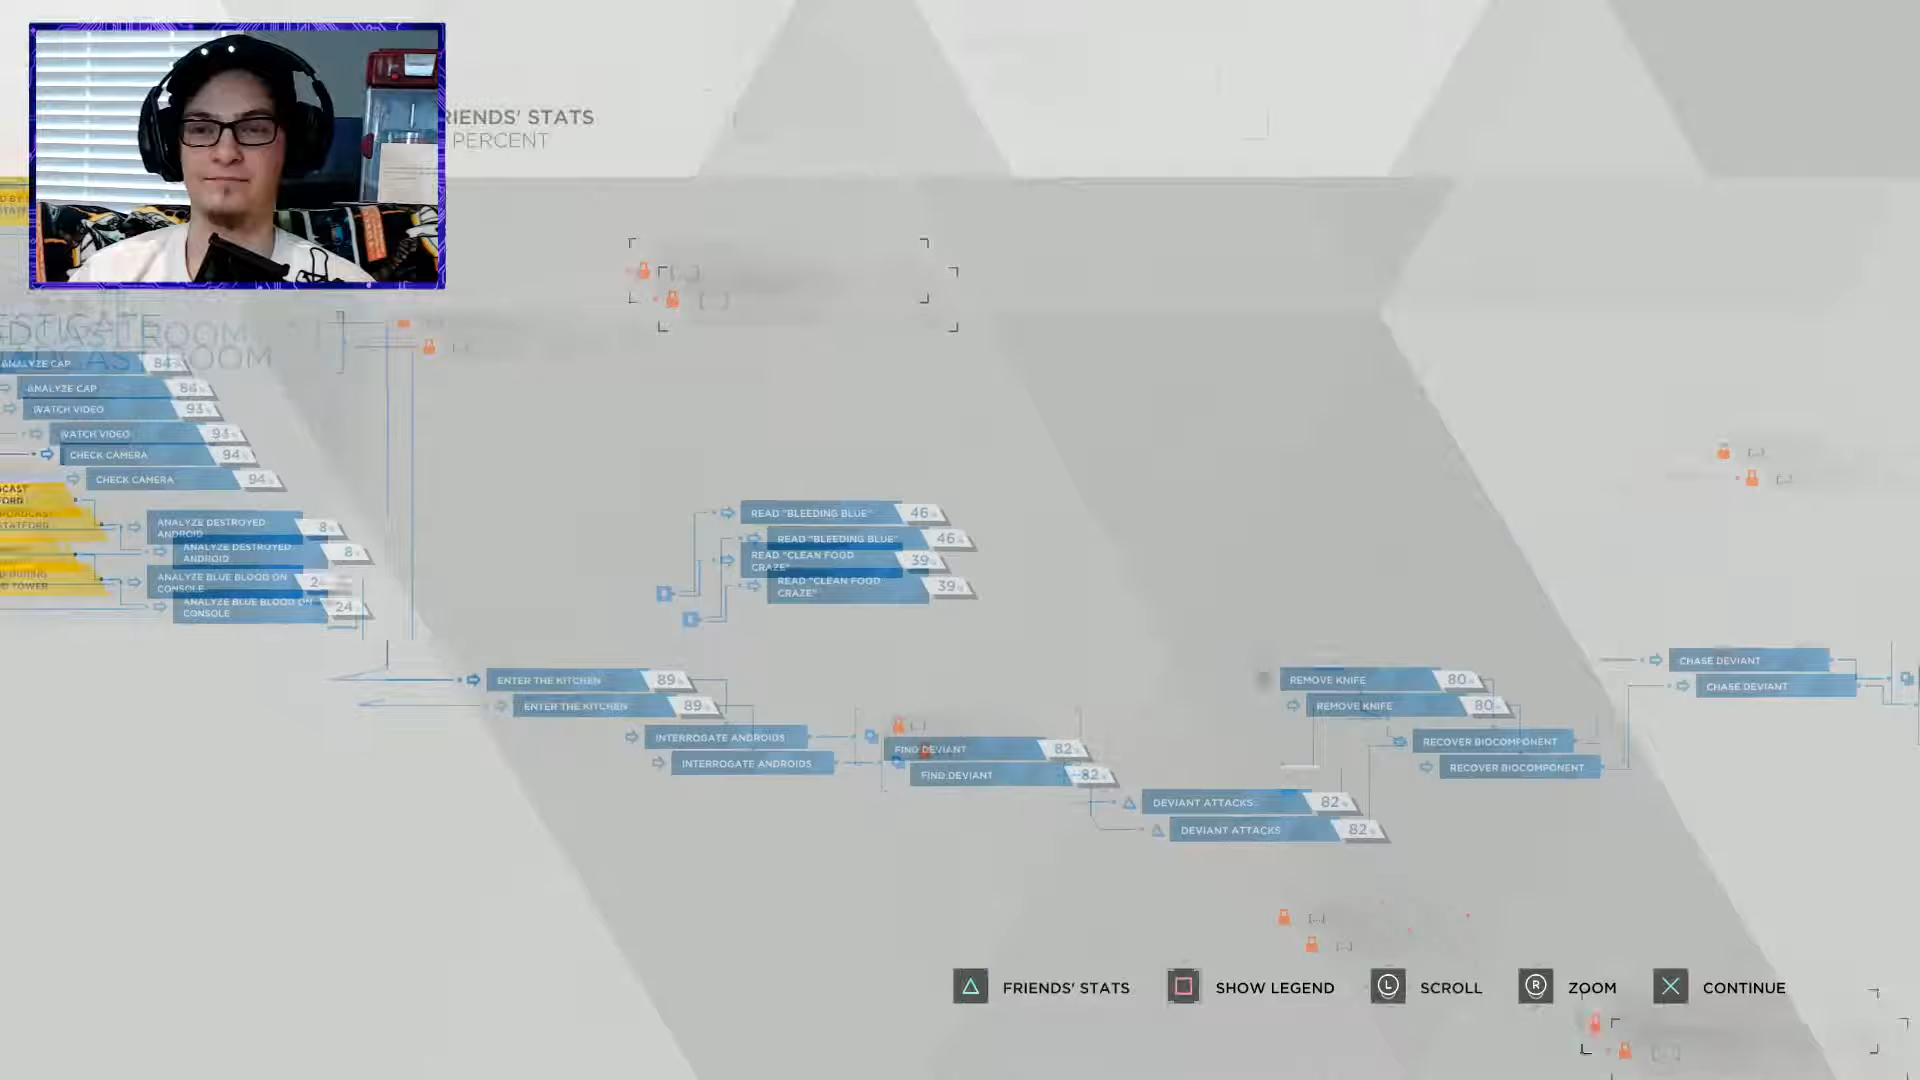 RIENDS' STATS
PERCENT
ANALYZE CAP 84%
ANALYZE CAP 84%
WATCH VIDEO 93%
WATCH VIDEO 93%
CHECK CAMERA 94%
CHECK CAMERA 94%
ANALYZE DESTROYED
ANDROID 8%
ANALYZE DESTROYED
ANDROID 8%
ANALYZE BLUE BLOOD ON
CONSOLE
ANALYZE BLUE BLOOD ON
CONSOLE 24
READ "BLEEDING BLUE" 46%
READ "BLEEDING BLUE" 46%
READ "CLEAN FOOD
CRAZE" 39%
READ "CLEAN FOOD
CRAZE" 39%
ENTER THE KITCHEN 89%
ENTER THE KITCHEN 89%
INTERROGATE ANDROIDS
INTERROGATE ANDROIDS
FIND DEVIANT 82%
FIND DEVIANT 82%
DEVIANT ATTACKS 82%
DEVIANT ATTACKS 82%
REMOVE KNIFE 80%
REMOVE KNIFE 80%
RECOVER BIOCOMPONENT
RECOVER BIOCOMPONENT
CHASE DEVIANT
CHASE DEVIANT
FRIENDS' STATS
SHOW LEGEND
L SCROLL
R ZOOM
CONTINUE